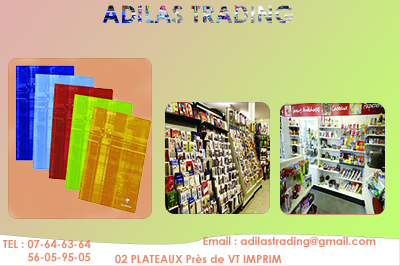 ADILAS TRADING
TEL : 07-64-63-64
56-05-95-05
Email : adilastrading@gmail.com
02 PLATEAUX Près de VT IMPRIM